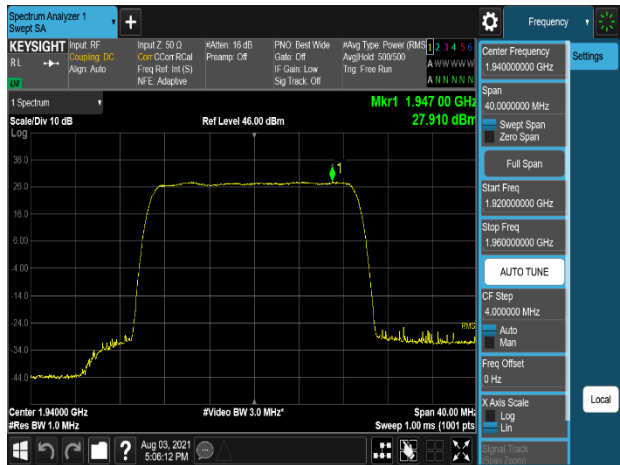 Spectrum Analyzer 1
Swept SA
Frequency
KEYSIGHT
RL
Input: RF
Coupling: DC
Align: Auto
Input Z: 50 Ω
Corr CCorr RCal
Freq Ref: Int (S)
NFE: Adaptive
#Atten: 16 dB
Preamp: Off
PNO: Best Wide
Gate: Off
IF Gain: Low
Sig Track: Off
#Avg Type: Power (RMS
Avg|Hold: 500/500
Trig: Free Run
1 2 3 4 5 6
A W W W W W
A N N N N N
1 Spectrum
Scale/Div 10 dB
Log
Ref Level 46.00 dBm
Mkr1 1.947 00 GHz
27.910 dBm
36.0
26.0
16.0
6.00
-4.00
-14.0
-24.0
-34.0
-44.0
1
RMS
Center 1.94000 GHz
#Res BW 1.0 MHz
#Video BW 3.0 MHz*
Span 40.00 MHz
Sweep 1.00 ms (1001 pts
?
Aug 03, 2021
5:06:12 PM
Center Frequency
1.940000000 GHz
Span
40.0000000 MHz
Swept Span
Zero Span
Full Span
Start Freq
1.920000000 GHz
Stop Freq
1.960000000 GHz
AUTO TUNE
CF Step
4.000000 MHz
Auto
Man
Freq Offset
0 Hz
X Axis Scale
Log
Lin
Signal Track
(Span Zoom)
Settings
Local